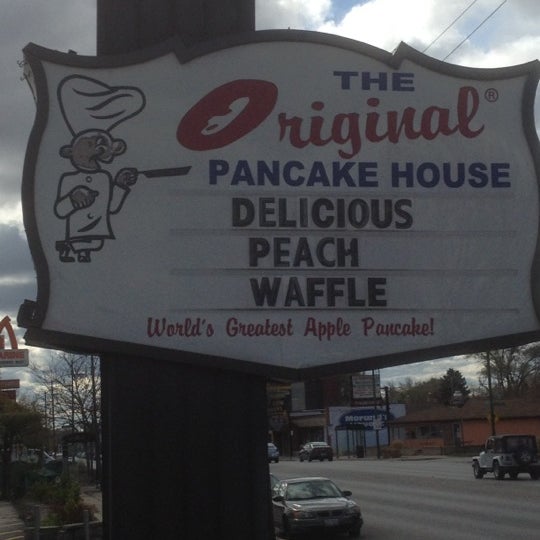 THE
Original®
PANCAKE HOUSE
DELICIOUS
PEACH
WAFFLE
World's Greatest Apple Pancake!